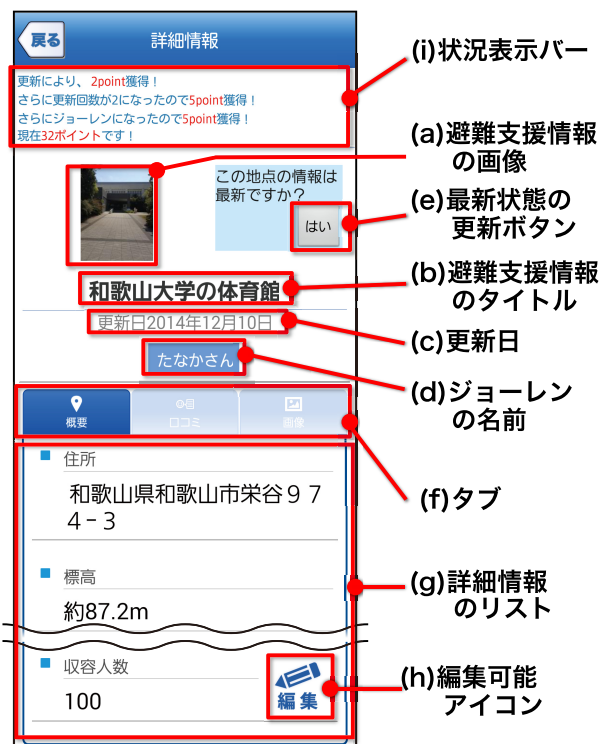 戻る
詳細情報
(i)状況表示バー
更新により、 2point獲得！
さらに更新回数が2になったので5point獲得！
さらにジョーレンになったので5point獲得！
現在32ポイントです！
(a)避難支援情報
の画像
この地点の情報は
最新ですか？
はい
(e)最新状態の
更新ボタン
和歌山大学の体育館
(b)避難支援情報
のタイトル
更新日2014年12月10日
(c)更新日
たなかさん
(d)ジョーレン
の名前
概要
口コミ
画像
(f)タブ
住所
和歌山県和歌山市栄谷９７
４−３
標高
約87.2m
(g)詳細情報
のリスト
収容人数
100
編集
(h)編集可能
アイコン